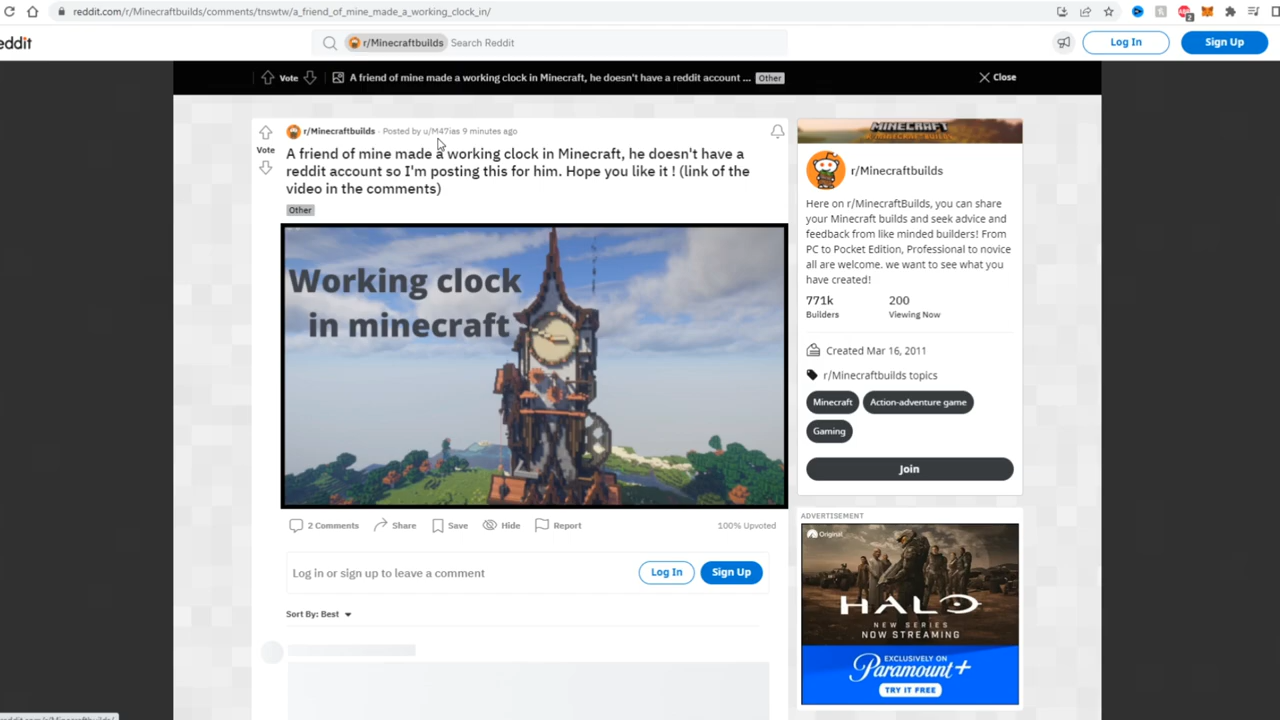 reddit.com/r/Minecraftbuilds/comments/tnswtw/a_friend_of_mine_made_a_working_clock_in/
2
eddit
r/Minecraftbuilds Search Reddit
Log In
Sign Up
Vote
A friend of mine made a working clock in Minecraft, he doesn't have a reddit account ...
Other
Close
r/Minecraftbuilds · Posted by u/M47ias 9 minutes ago
Vote
A friend of mine made a working clock in Minecraft, he doesn't have a
reddit account so I'm posting this for him. Hope you like it ! (link of the
video in the comments)
Other
Working clock
in minecraft
2 Comments
Share
Save
Hide
Report
100% Upvoted
Log in or sign up to leave a comment
Log In
Sign Up
Sort By: Best
MINECRAFT
r/Minecraftbuilds
Here on r/MinecraftBuilds, you can share
your Minecraft builds and seek advice and
feedback from like minded builders! From
PC to Pocket Edition, Professional to novice
all are welcome. we want to see what you
have created!
771k
Builders
200
Viewing Now
Created Mar 16, 2011
r/Minecraftbuilds topics
Minecraft
Action-adventure game
Gaming
Join
ADVERTISEMENT
Original
HALO
NEW SERIES
NOW STREAMING
EXCLUSIVELY ON
Paramount+
TRY IT FREE
reddit.com/r/Minecraftbuilds/